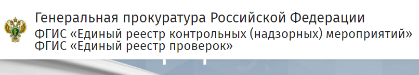 Генеральная прокуратура Российской Федерации
ФГИС «Единый реестр контрольных (надзорных) мероприятий»
ФГИС «Единый реестр проверок»